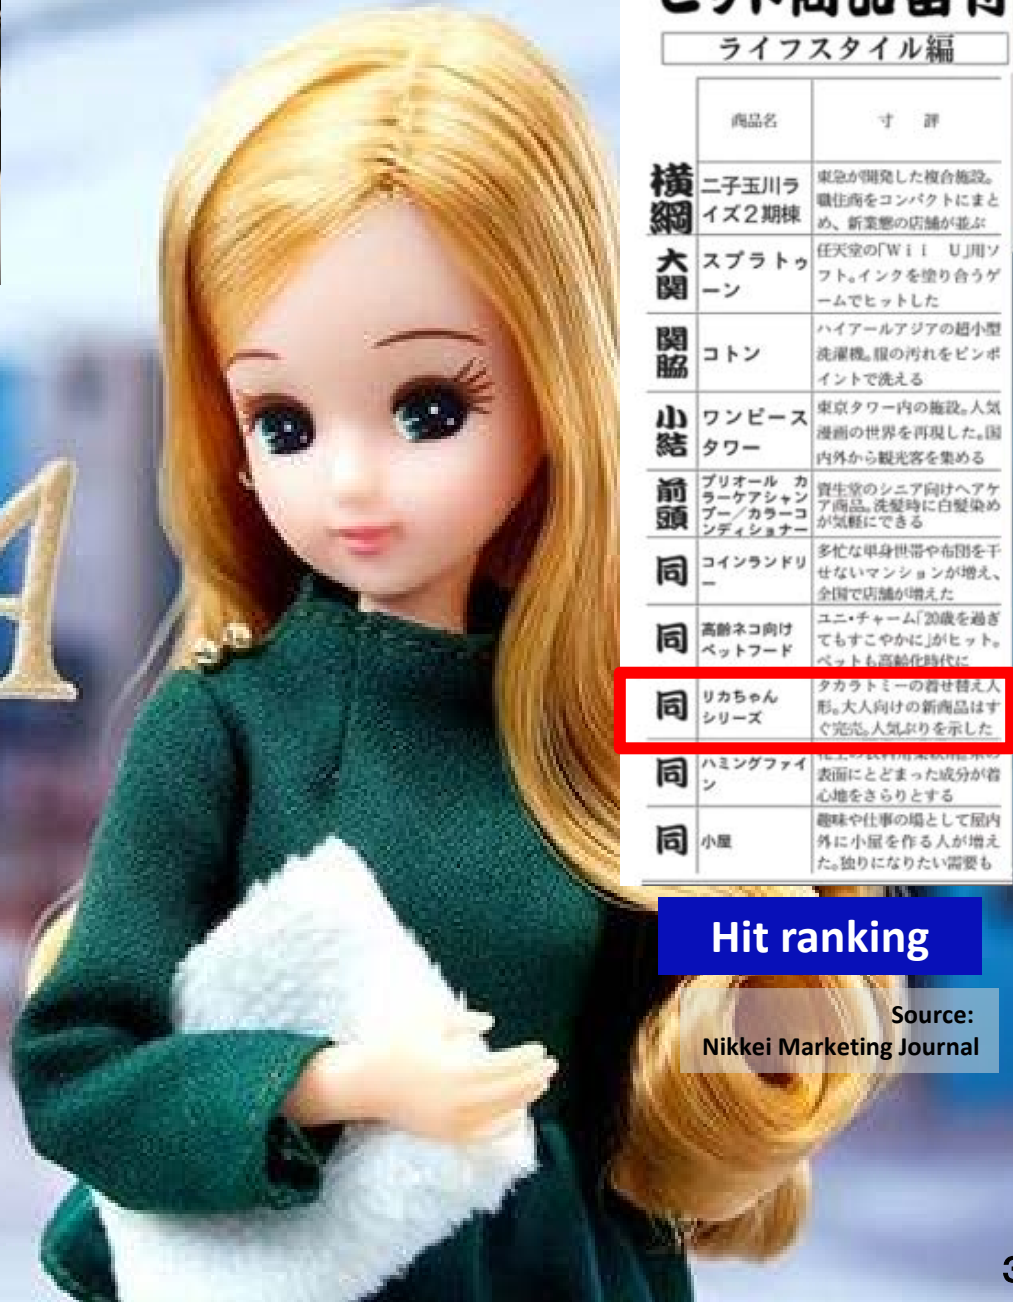 A
ヒット商品番付
ライフスタイル編
商品名
寸 評
横綱
二子玉川ラ
イズ2期棟
東急が開発した複合施設。
職住商をコンパクトにまと
め、新業態の店舗が並ぶ
大関
スプラトゥ
ーン
任天堂の「Wii U」用ソ
フト。インクを塗り合うゲ
ームでヒットした
関脇
コトン
ハイアールアジアの超小型
洗濯機。服の汚れをピンポ
イントで洗える
小結
ワンピース
タワー
東京タワー内の施設。人気
漫画の世界を再現した。国
内外から観光客を集める
前頭
プリオール カ
ラーケアシャン
プー/カラーコ
ンディショナー
資生堂のシニア向けヘアケ
ア商品。洗髪時に白髪染め
が気軽にできる
同
コインランドリ
ー
多忙な単身世帯や布団を干
せないマンションが増え、
全国で店舗が増えた
同
高齢ネコ向け
ペットフード
ユニ・チャーム「20歳を過ぎ
てもすこやかに」がヒット。
ペットも高齢化時代に
同
リカちゃん
シリーズ
タカラトミーの着せ替え人
形。大人向けの新商品はす
ぐ完売。人気ぶりを示した
同
ハミングファイ
ン
表面にとどまった成分が着
心地をさらりとする
同
小屋
趣味や仕事の場として屋内
外に小屋を作る人が増え
た。独りになりたい需要も
Hit ranking
Source:
Nikkei Marketing Journal
3